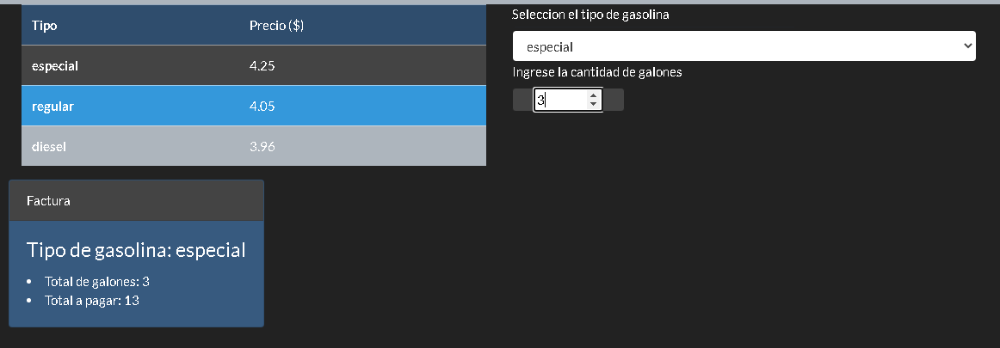 Tipo Precio ($)
especial 4.25
regular 4.05
diesel 3.96
Seleccion el tipo de gasolina
especial
Ingrese la cantidad de galones
3
Factura
Tipo de gasolina: especial
• Total de galones: 3
• Total a pagar: 13